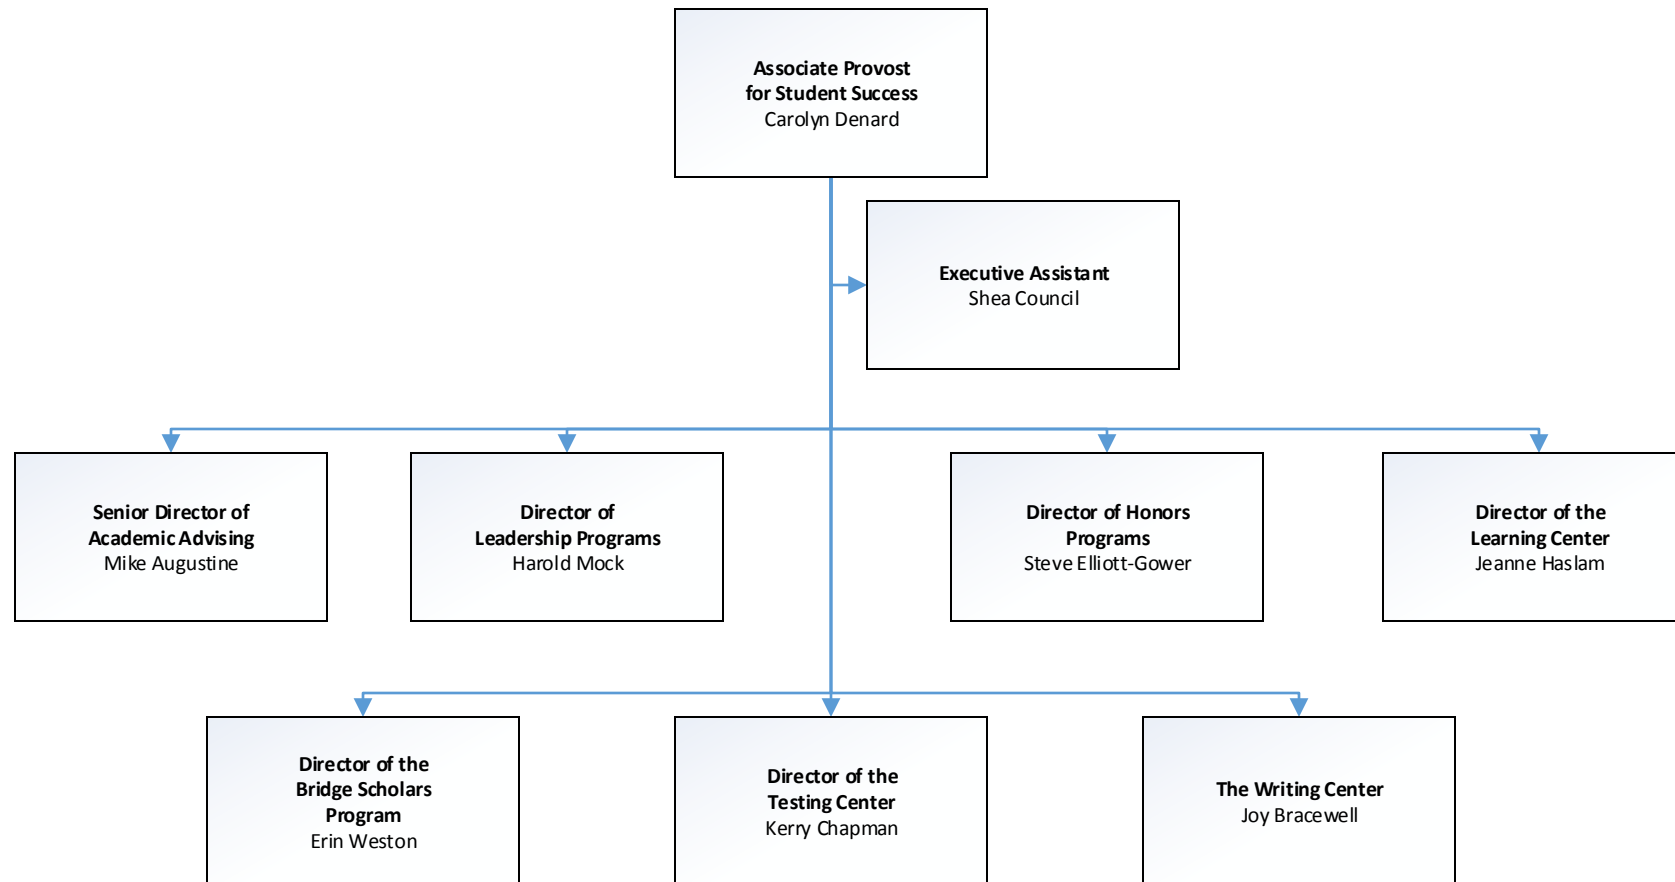 Associate Provost
for Student Success
Carolyn Denard
Executive Assistant
Shea Council
Senior Director of
Academic Advising
Mike Augustine
Director of
Leadership Programs
Harold Mock
Director of Honors
Programs
Steve Elliott-Gower
Director of the
Learning Center
Jeanne Haslam
Director of the
Bridge Scholars
Program
Erin Weston
Director of the
Testing Center
Kerry Chapman
The Writing Center
Joy Bracewell